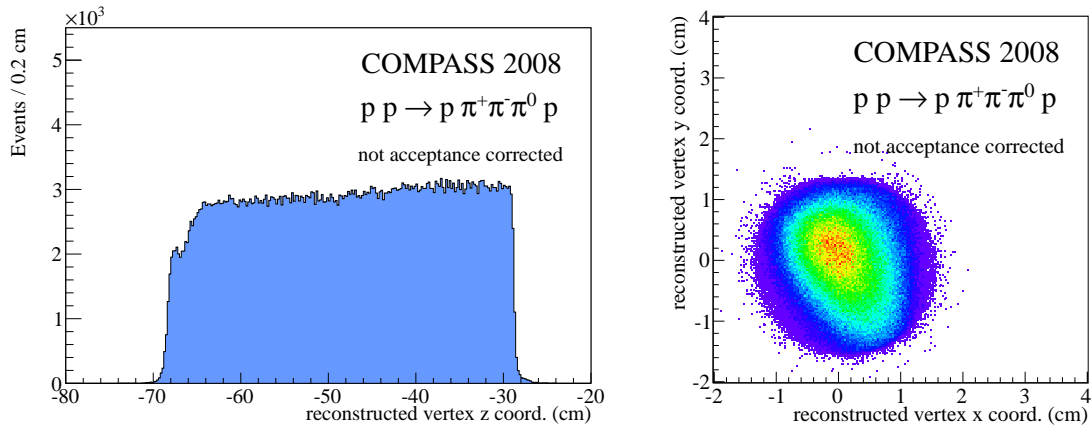 ×10³
5
4
3
2
1
0
-80
-70
-60
-50
-40
-30
-20
Events / 0.2 cm
reconstructed vertex z coord. (cm)
COMPASS 2008
p p → p π⁺π⁻π⁰ p
not acceptance corrected
4
3
2
1
0
-1
-2
-2
-1
0
1
2
3
4
reconstructed vertex y coord. (cm)
reconstructed vertex x coord. (cm)
COMPASS 2008
p p → p π⁺π⁻π⁰ p
not acceptance corrected